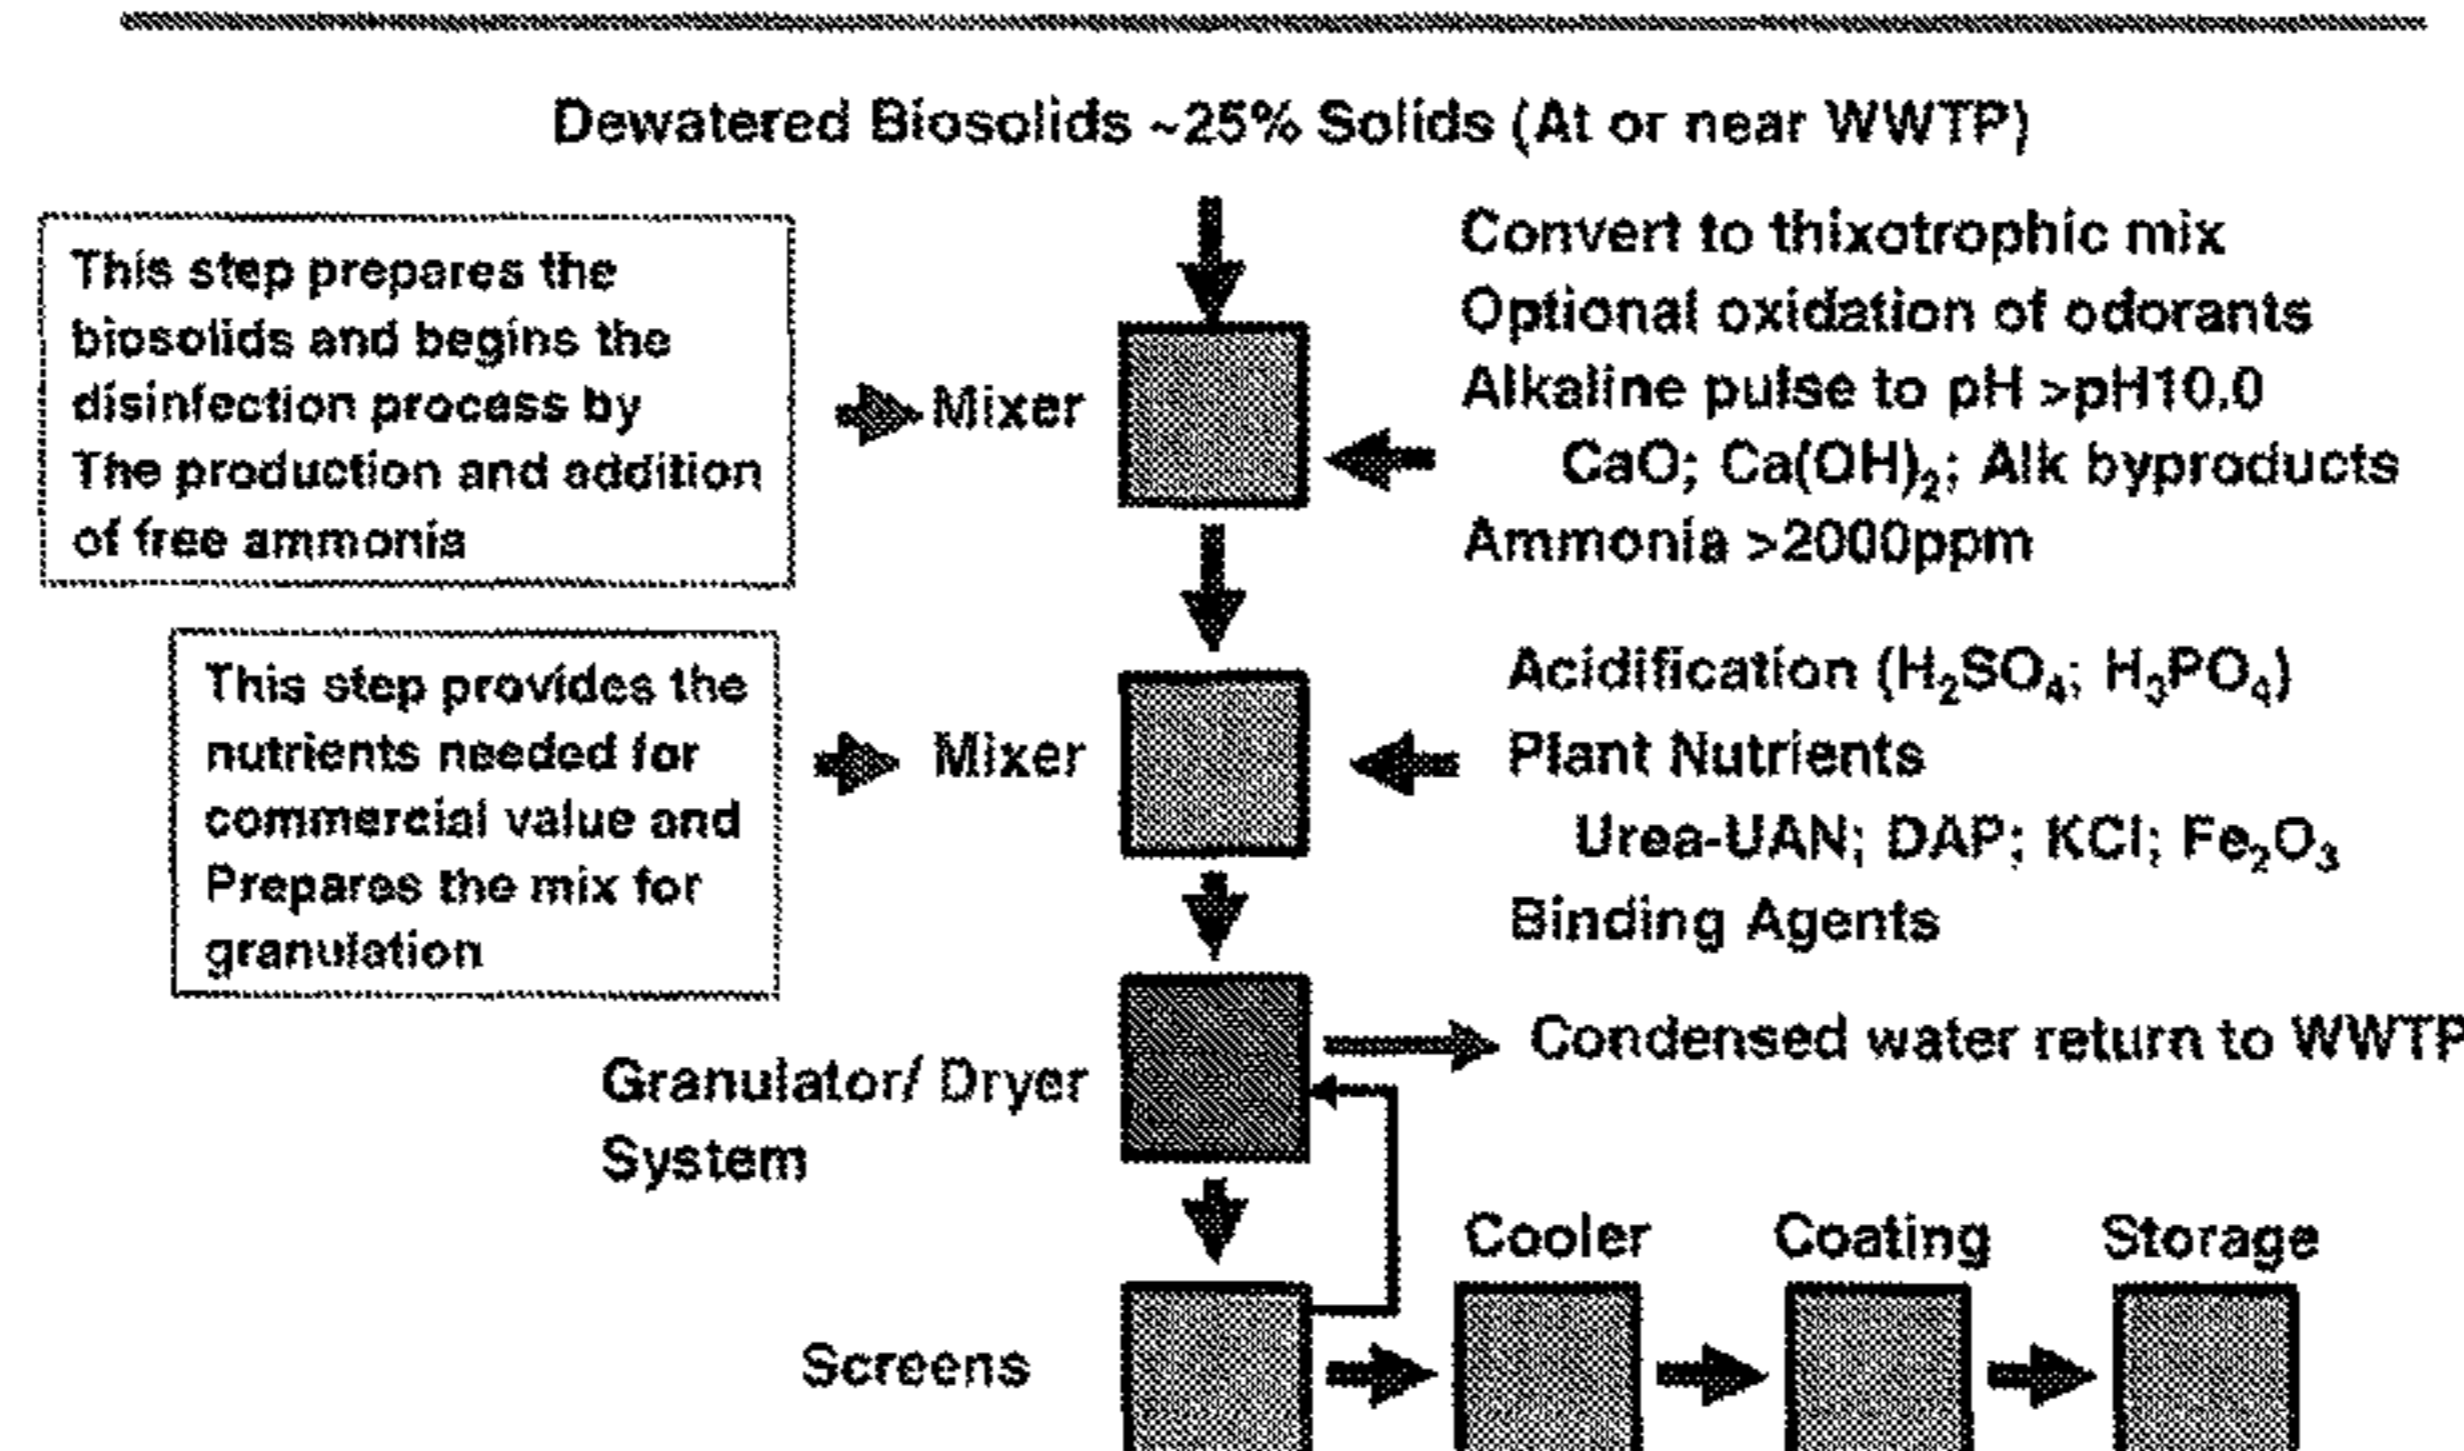 Dewatered Biosolids ~25% Solids (At or near WWTP)
This step prepares the
biosolids and begins the
disinfection process by
The production and addition
of free ammonia
Mixer
Convert to thixotrophic mix
Optional oxidation of odorants
Alkaline pulse to pH >pH10.0
CaO; Ca(OH)₂; Alk byproducts
Ammonia >2000ppm
This step provides the
nutrients needed for
commercial value and
Prepares the mix for
granulation
Mixer
Acidification (H₂SO₄; H₃PO₄)
Plant Nutrients
Urea-UAN; DAP; KCl; Fe₂O₃
Binding Agents
Granulator/ Dryer
System
Condensed water return to WWTP
Screens
Cooler
Coating
Storage